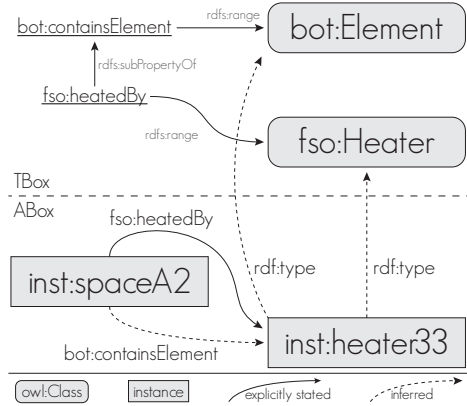 bot:containsElement
rdfs:range
bot:Element
rdfs:subPropertyOf
fso:heatedBy
rdfs:range
fso:Heater
TBox
ABox
fso:heatedBy
inst:spaceA2
rdf:type
rdf:type
bot:containsElement
inst:heater33
owl:Class
instance
explicitly stated
inferred